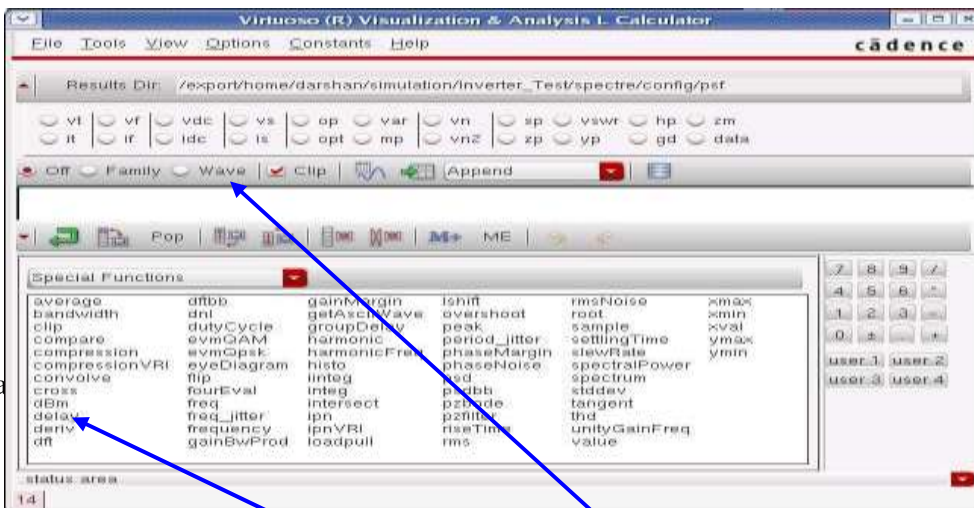 Virtuoso (R) Visualization & Analysis L Calculator
File Tools View Options Constants Help
cādence
Results Dir: /export/home/darshan/simulation/Inverter_Test/spectre/config/psf
vt vf vdc vs op var vn sp vswr hp zm
it if idc is opt mp vn2 zp yp gd data
Off Family Wave Clip Append
Pop M+ ME
Special Functions
7 8 9 /
average dftbb gainMargin lshift rmsNoise xmax
4 5 6 *
bandwidth dnl getAsciiWave overshoot root xmin
1 2 3 -
clip dutyCycle groupDelay peak sample xval
compare evmQAM harmonic period_jitter settlingTime ymax
0 ± . +
compression evmQpsk harmonicFreq phaseMargin slewRate ymin
compressionVRI eyeDiagram histo phaseNoise spectralPower
user 1 user 2
convolve flip iinteg psd spectrum
user 3 user 4
a
cross fourEval integ psdbb stddev
dBm freq intersect pzbode tangent
delay freq_jitter ipn pzfilter thd
deriv frequency ipnVRI riseTime unityGainFreq
dft gainBwProd loadpull rms value
status area
14